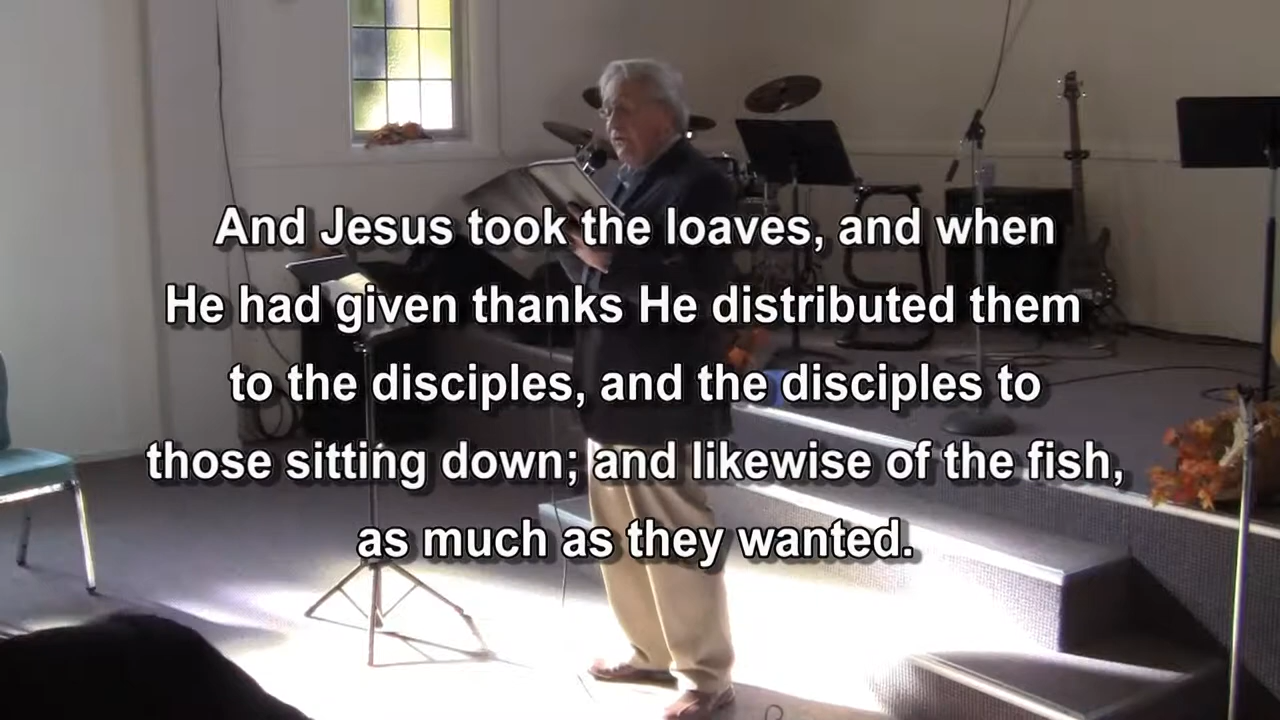 And Jesus took the loaves, and when
He had given thanks He distributed them
to the disciples, and the disciples to
those sitting down; and likewise of the fish,
as much as they wanted.